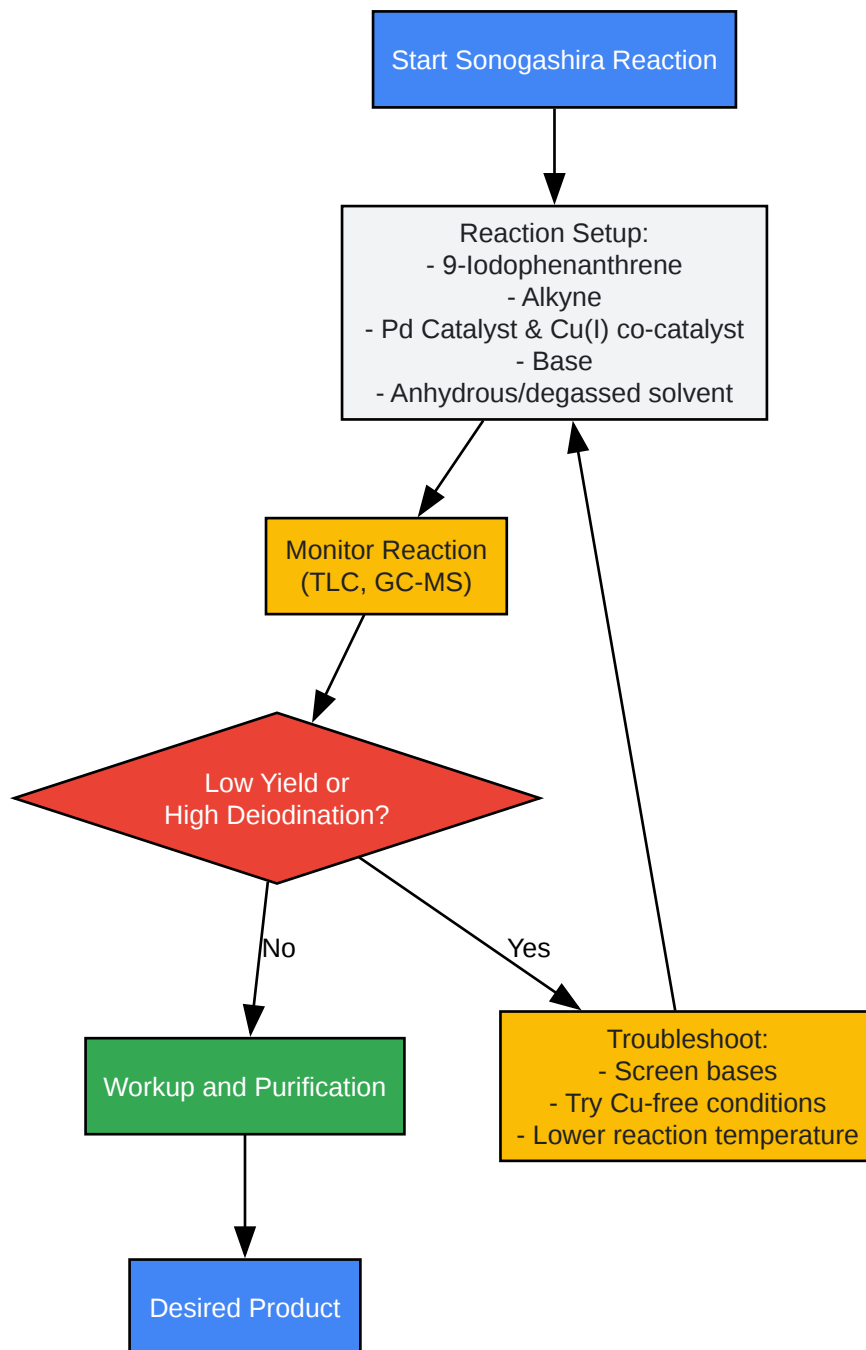 Start Sonogashira Reaction
Reaction Setup:
- 9-Iodophenanthrene
- Alkyne
- Pd Catalyst & Cu(I) co-catalyst
- Base
- Anhydrous/degassed solvent
Monitor Reaction
(TLC, GC-MS)
Low Yield or
High Deiodination?
No
Yes
Workup and Purification
Troubleshoot:
- Screen bases
- Try Cu-free conditions
- Lower reaction temperature
Desired Product